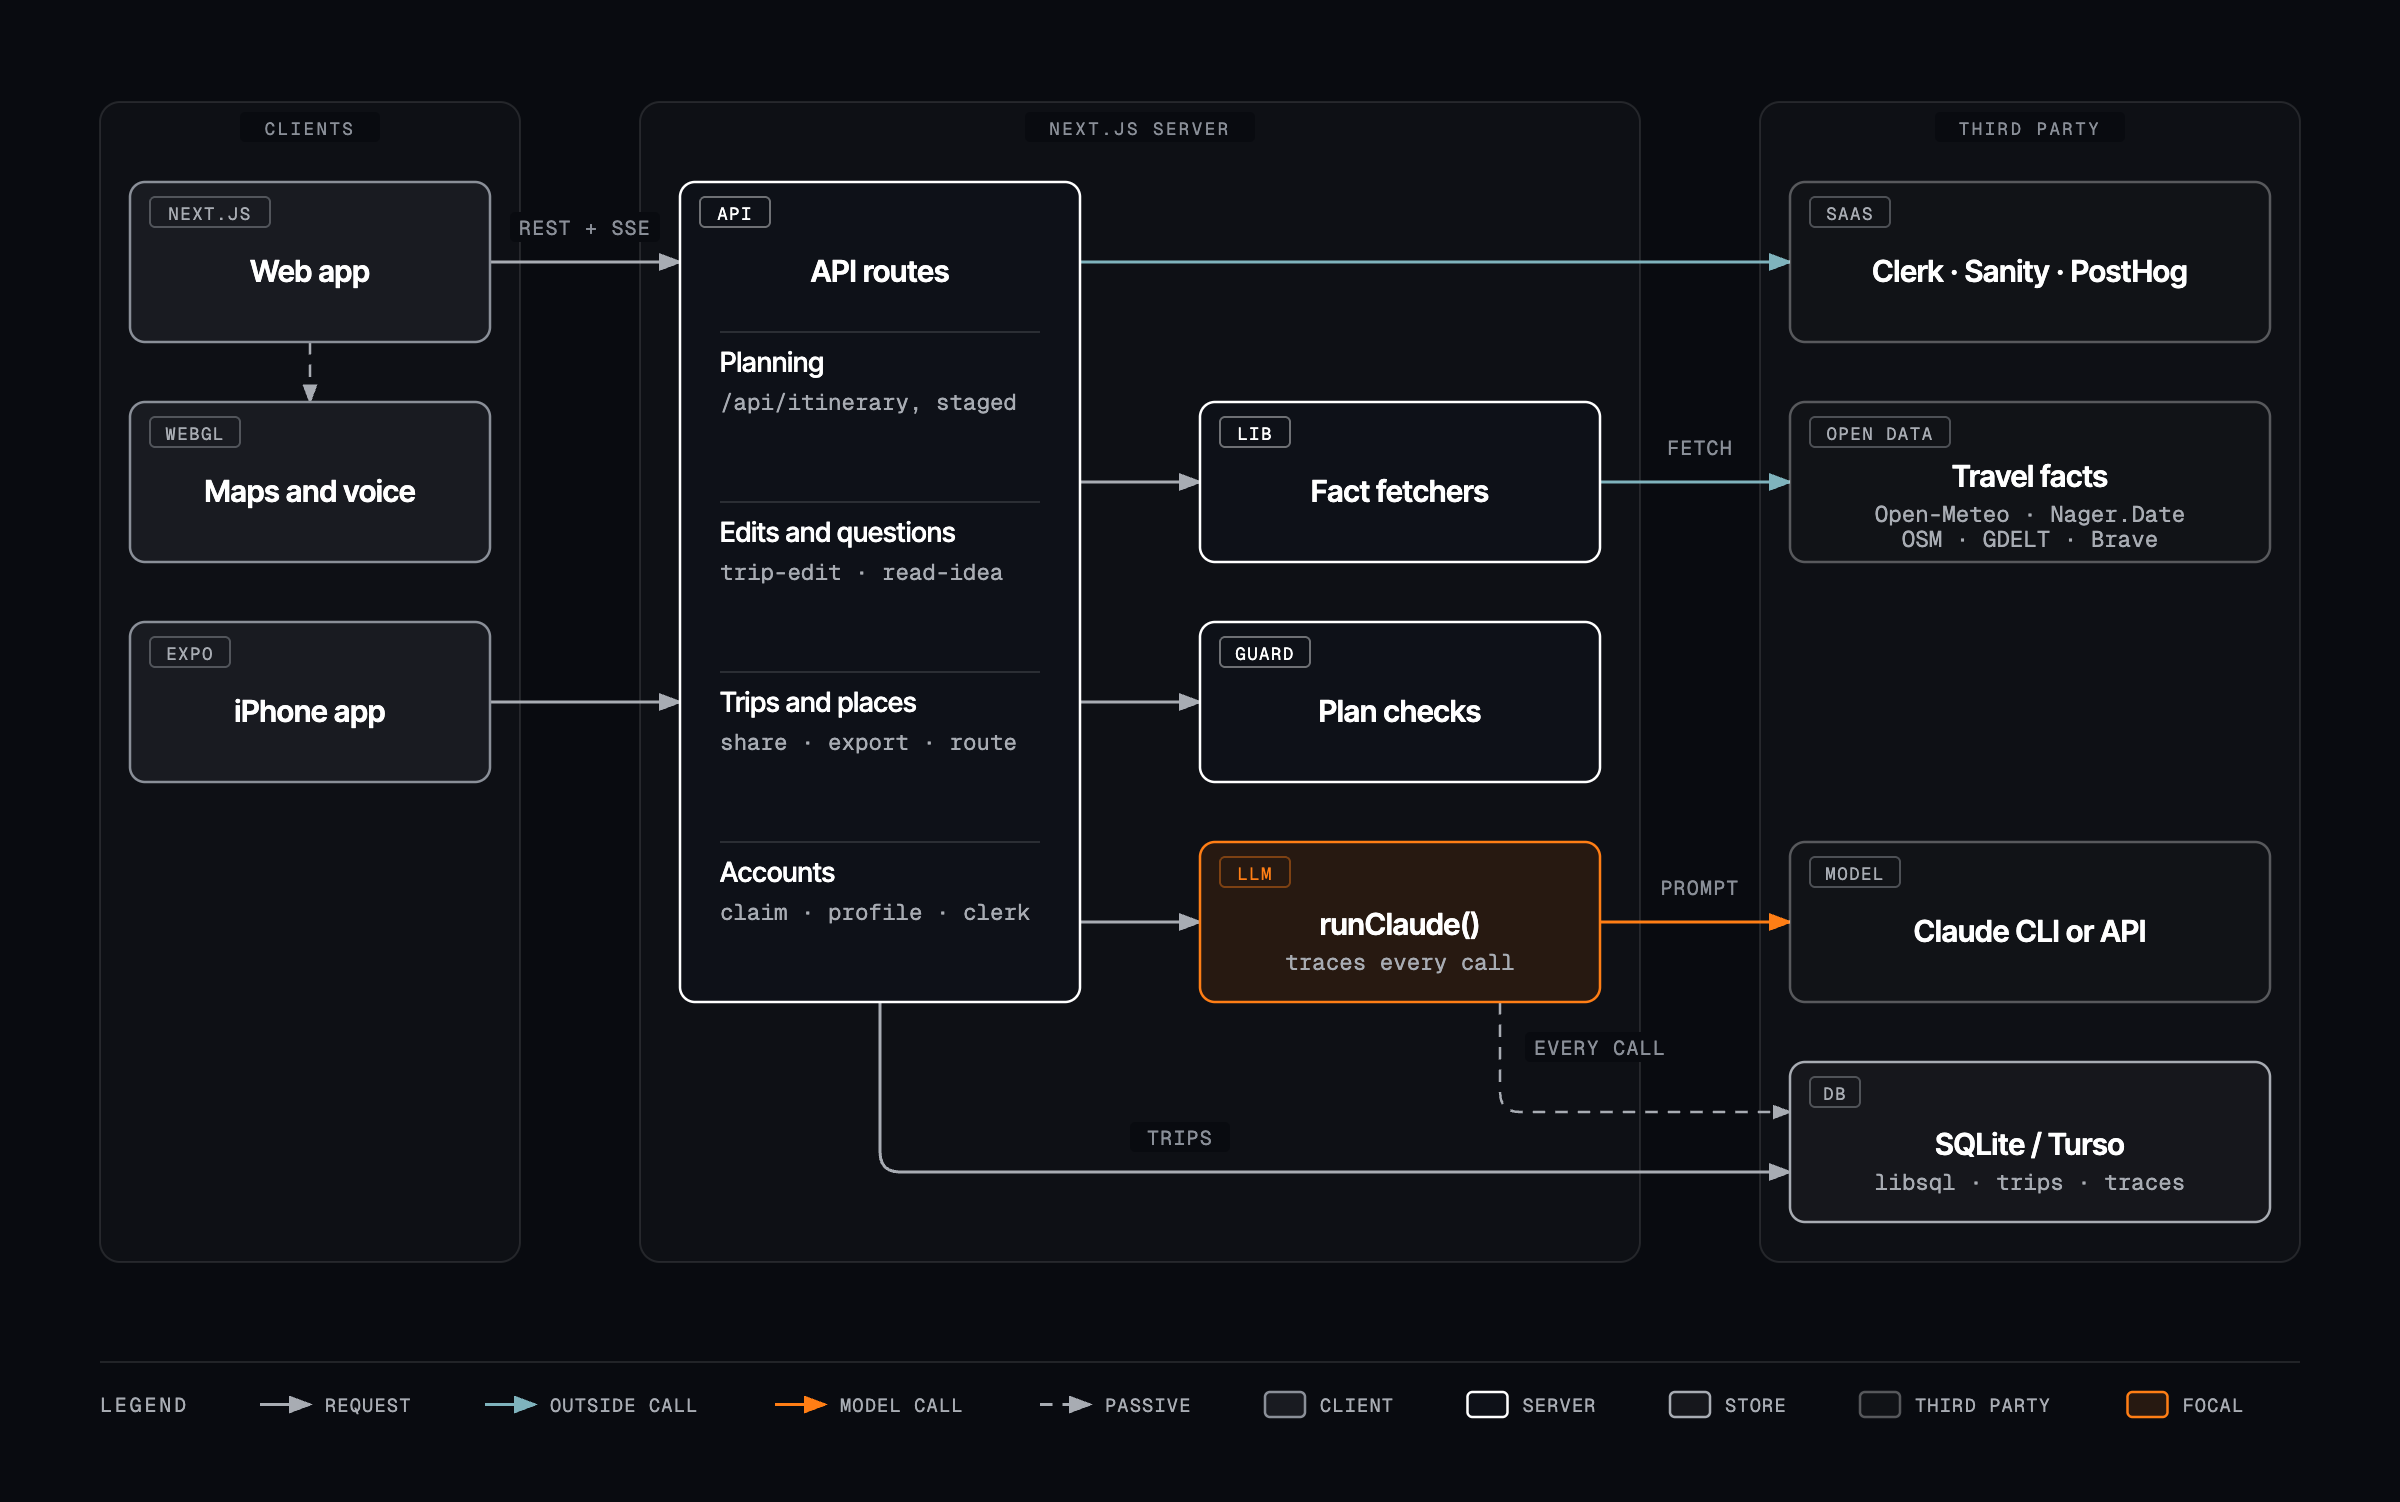 CLIENTS
NEXT.JS SERVER
THIRD PARTY
NEXT.JS
Web app
REST + SSE
WEBGL
Maps and voice
EXPO
iPhone app
API
API routes
Planning
/api/itinerary, staged
Edits and questions
trip-edit · read-idea
Trips and places
share · export · route
Accounts
claim · profile · clerk
LIB
Fact fetchers
GUARD
Plan checks
LLM
runClaude()
traces every call
FETCH
PROMPT
EVERY CALL
TRIPS
SAAS
Clerk · Sanity · PostHog
OPEN DATA
Travel facts
Open-Meteo · Nager.Date
OSM · GDELT · Brave
MODEL
Claude CLI or API
DB
SQLite / Turso
libsql · trips · traces
LEGEND
REQUEST
OUTSIDE CALL
MODEL CALL
PASSIVE
CLIENT
SERVER
STORE
THIRD PARTY
FOCAL